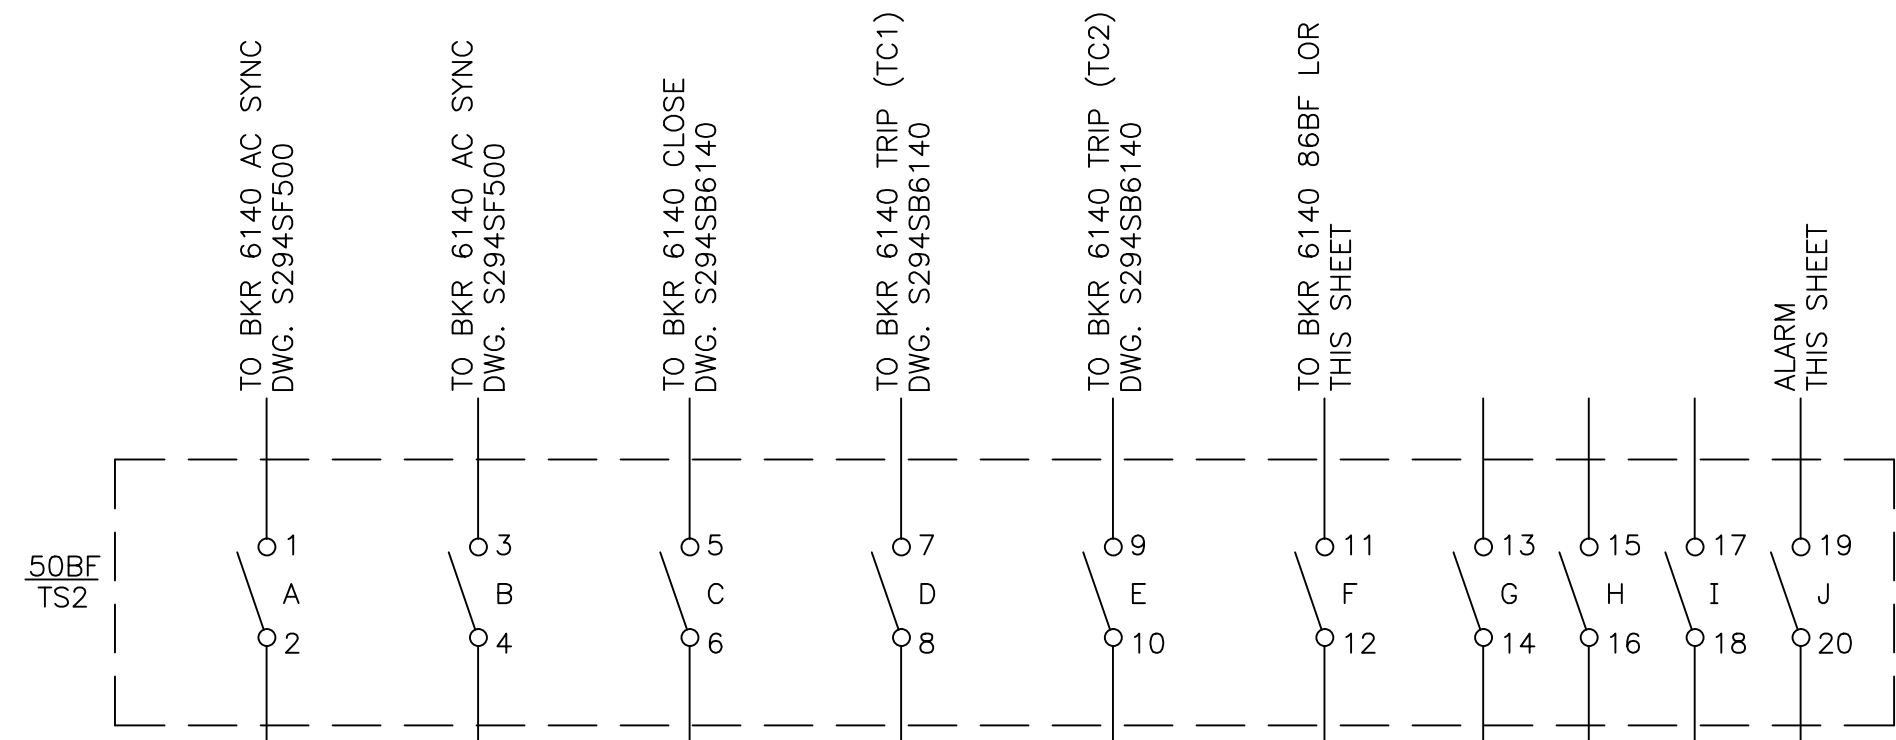 TO BKR 6140 AC SYNC
DWG. S294SF500
TO BKR 6140 AC SYNC
DWG. S294SF500
TO BKR 6140 CLOSE
DWG. S294SB6140
TO BKR 6140 TRIP (TC1)
DWG. S294SB6140
TO BKR 6140 TRIP (TC2)
DWG. S294SB6140
TO BKR 6140 86BF LOR
THIS SHEET
ALARM
THIS SHEET
50BF
TS2
1 3 5 7 9 11 13 15 17 19
A B C D E F G H I J
2 4 6 8 10 12 14 16 18 20